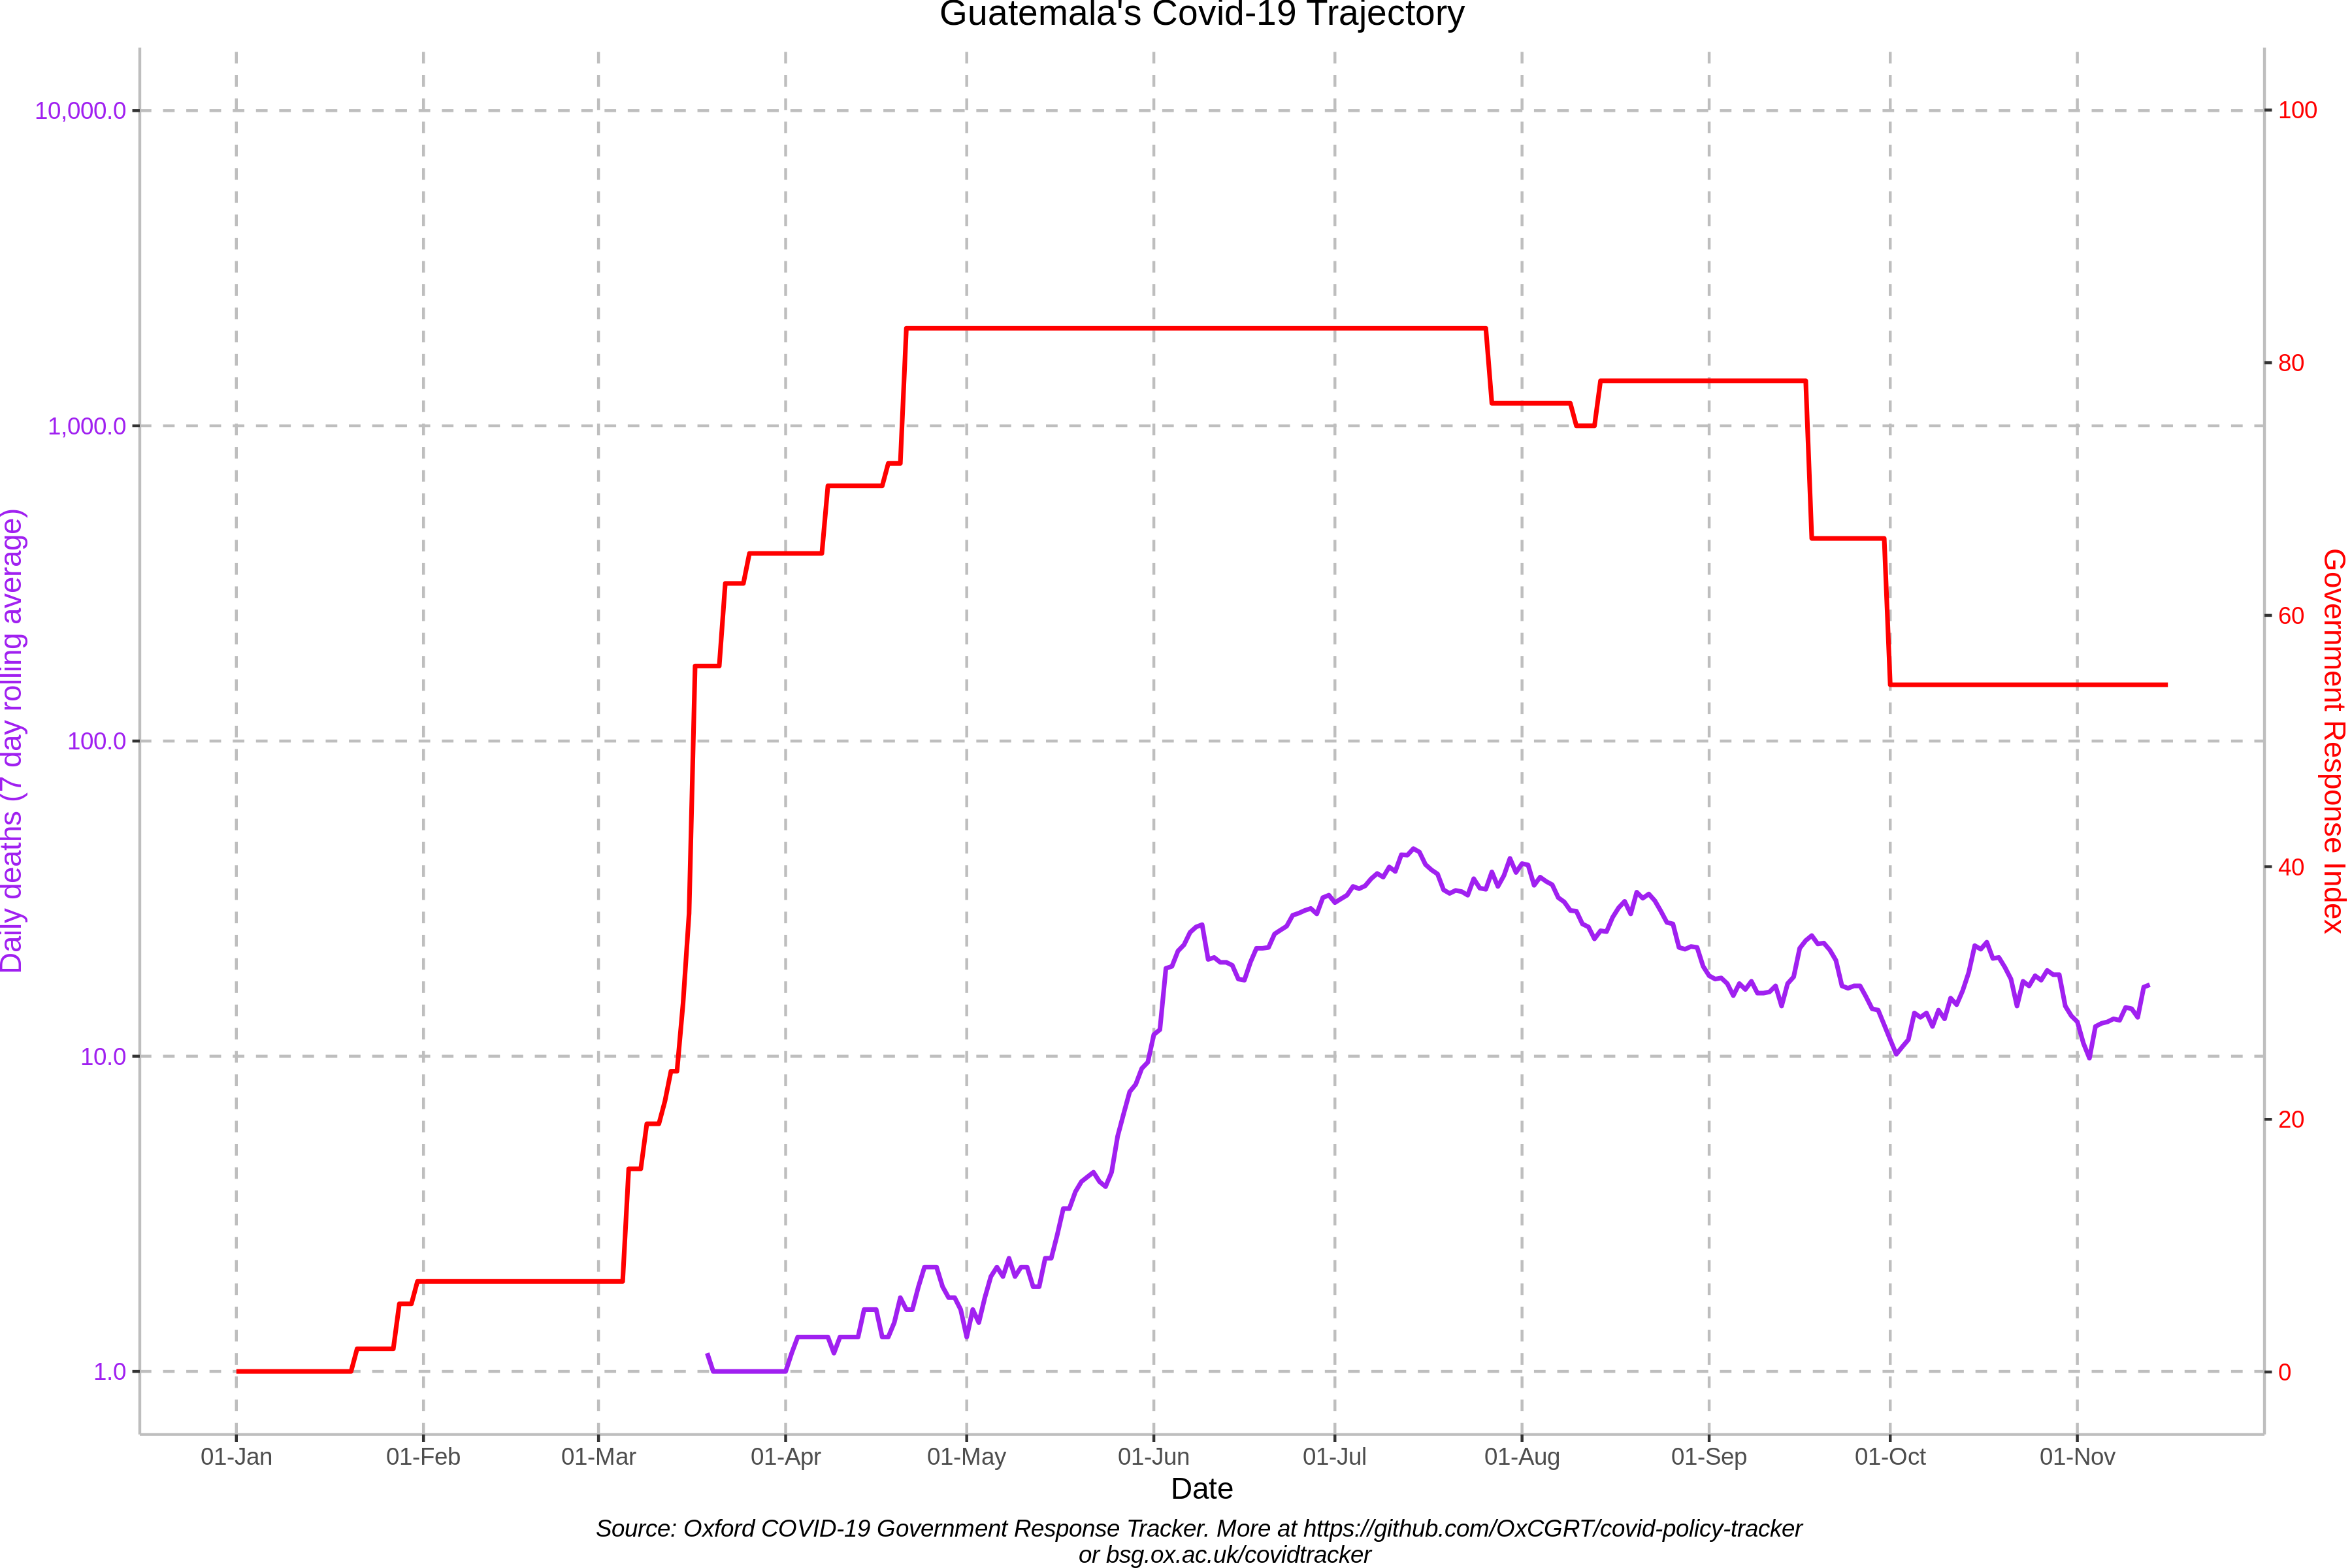 Guatemala's Covid-19 Trajectory
10,000.0
1,000.0
100.0
10.0
1.0
Daily deaths (7 day rolling average)
100
80
60
40
20
0
Government Response Index
01-Jan 01-Feb 01-Mar 01-Apr 01-May 01-Jun 01-Jul 01-Aug 01-Sep 01-Oct 01-Nov
Date
Source: Oxford COVID-19 Government Response Tracker. More at https://github.com/OxCGRT/covid-policy-tracker
or bsg.ox.ac.uk/covidtracker